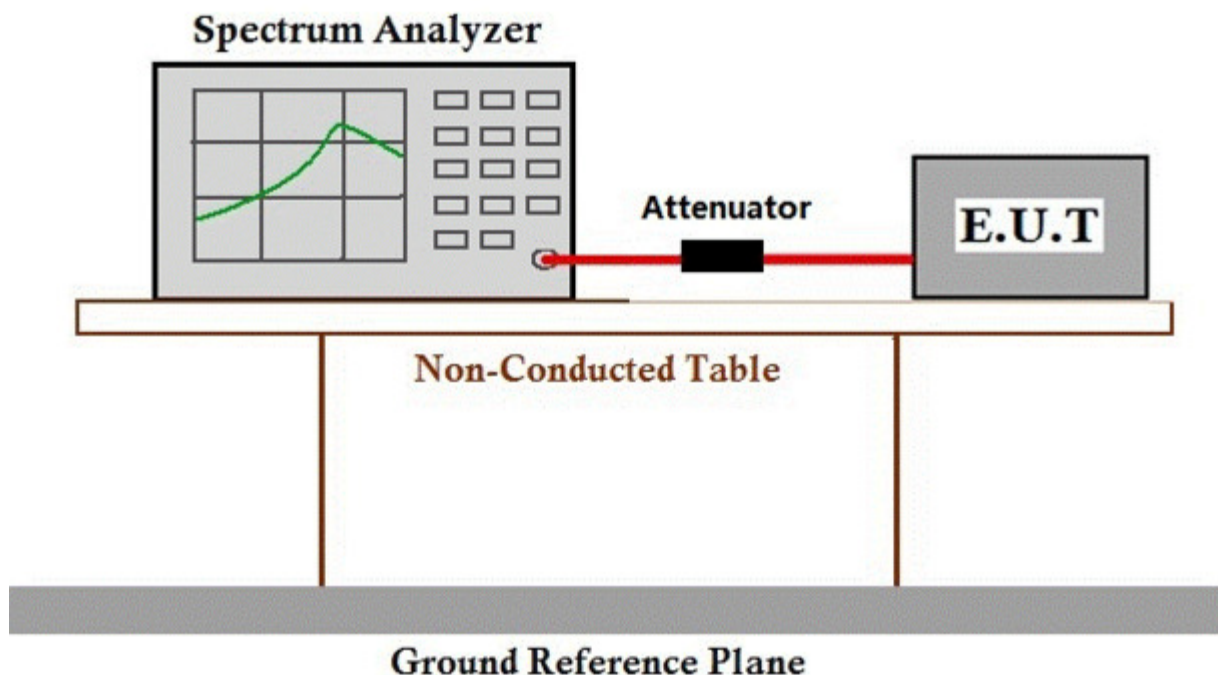 Spectrum Analyzer
Attenuator
E.U.T
Non-Conducted Table
Ground Reference Plane